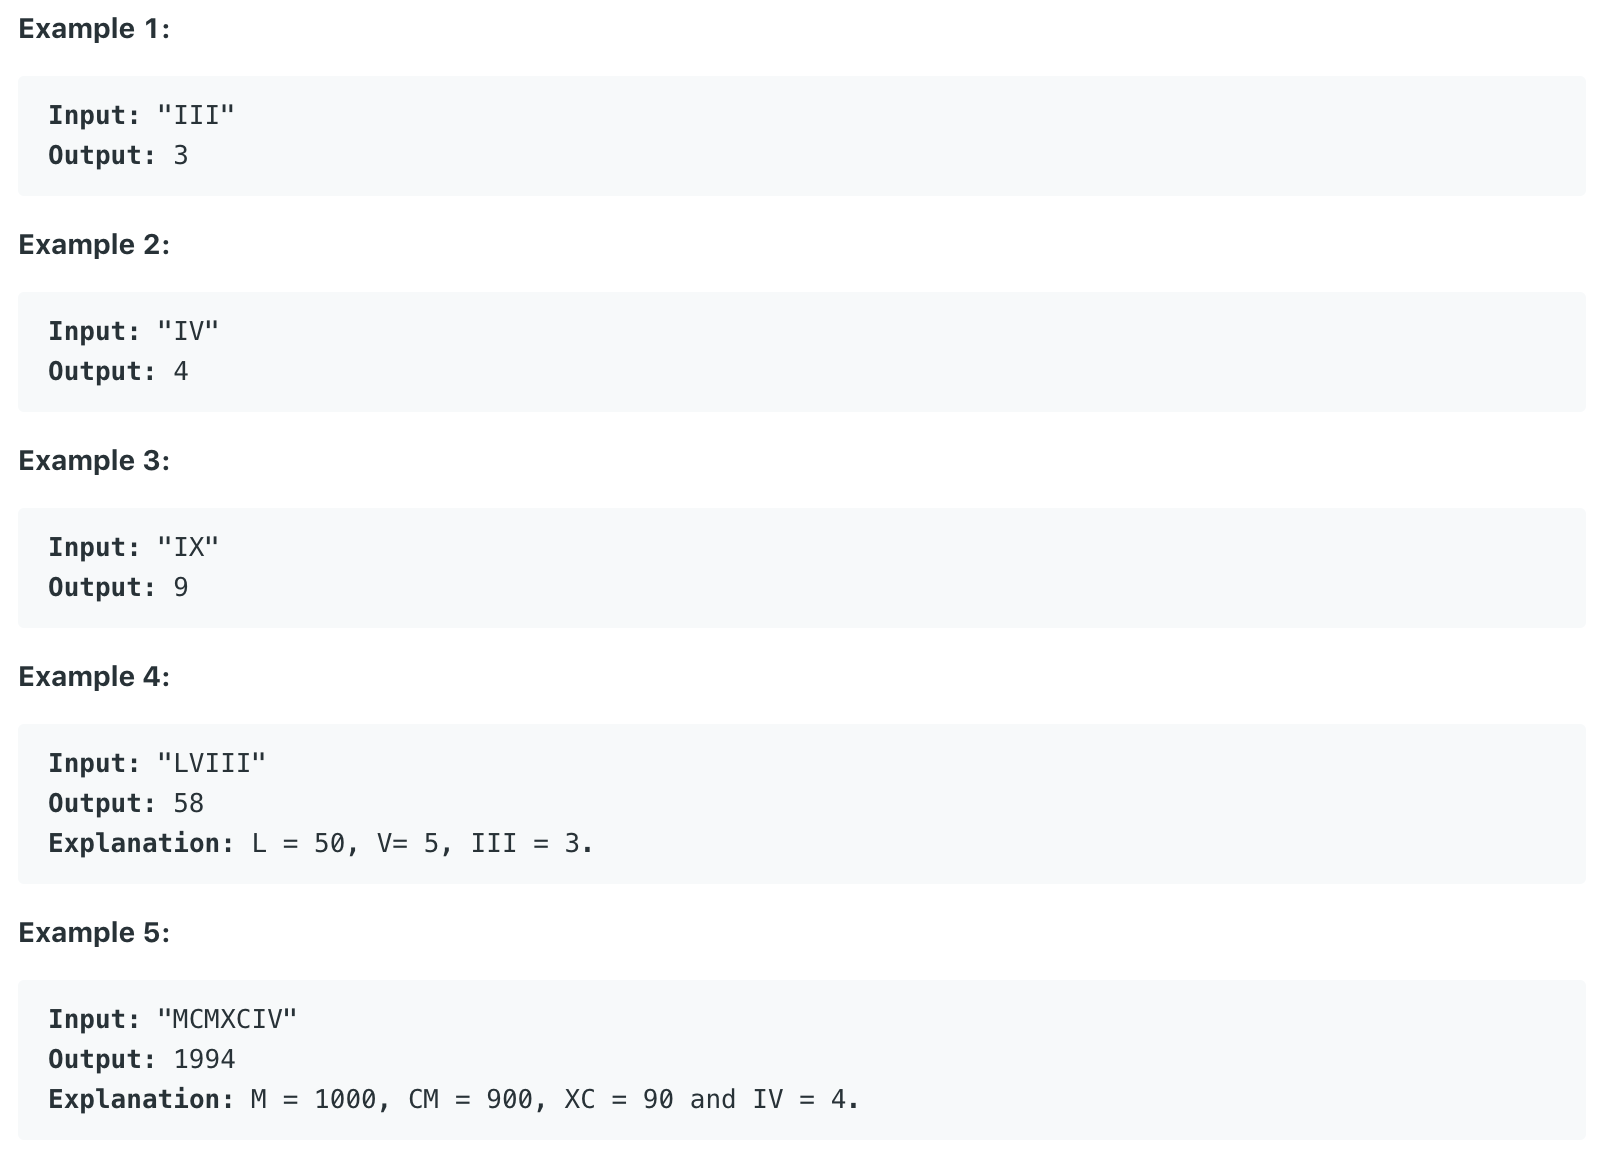 Example 1:
Input: "III"
Output: 3
Example 2:
Input: "IV"
Output: 4
Example 3:
Input: "IX"
Output: 9
Example 4:
Input: "LVIII"
Output: 58
Explanation: L = 50, V= 5, III = 3.
Example 5:
Input: "MCMXCIV"
Output: 1994
Explanation: M = 1000, CM = 900, XC = 90 and IV = 4.